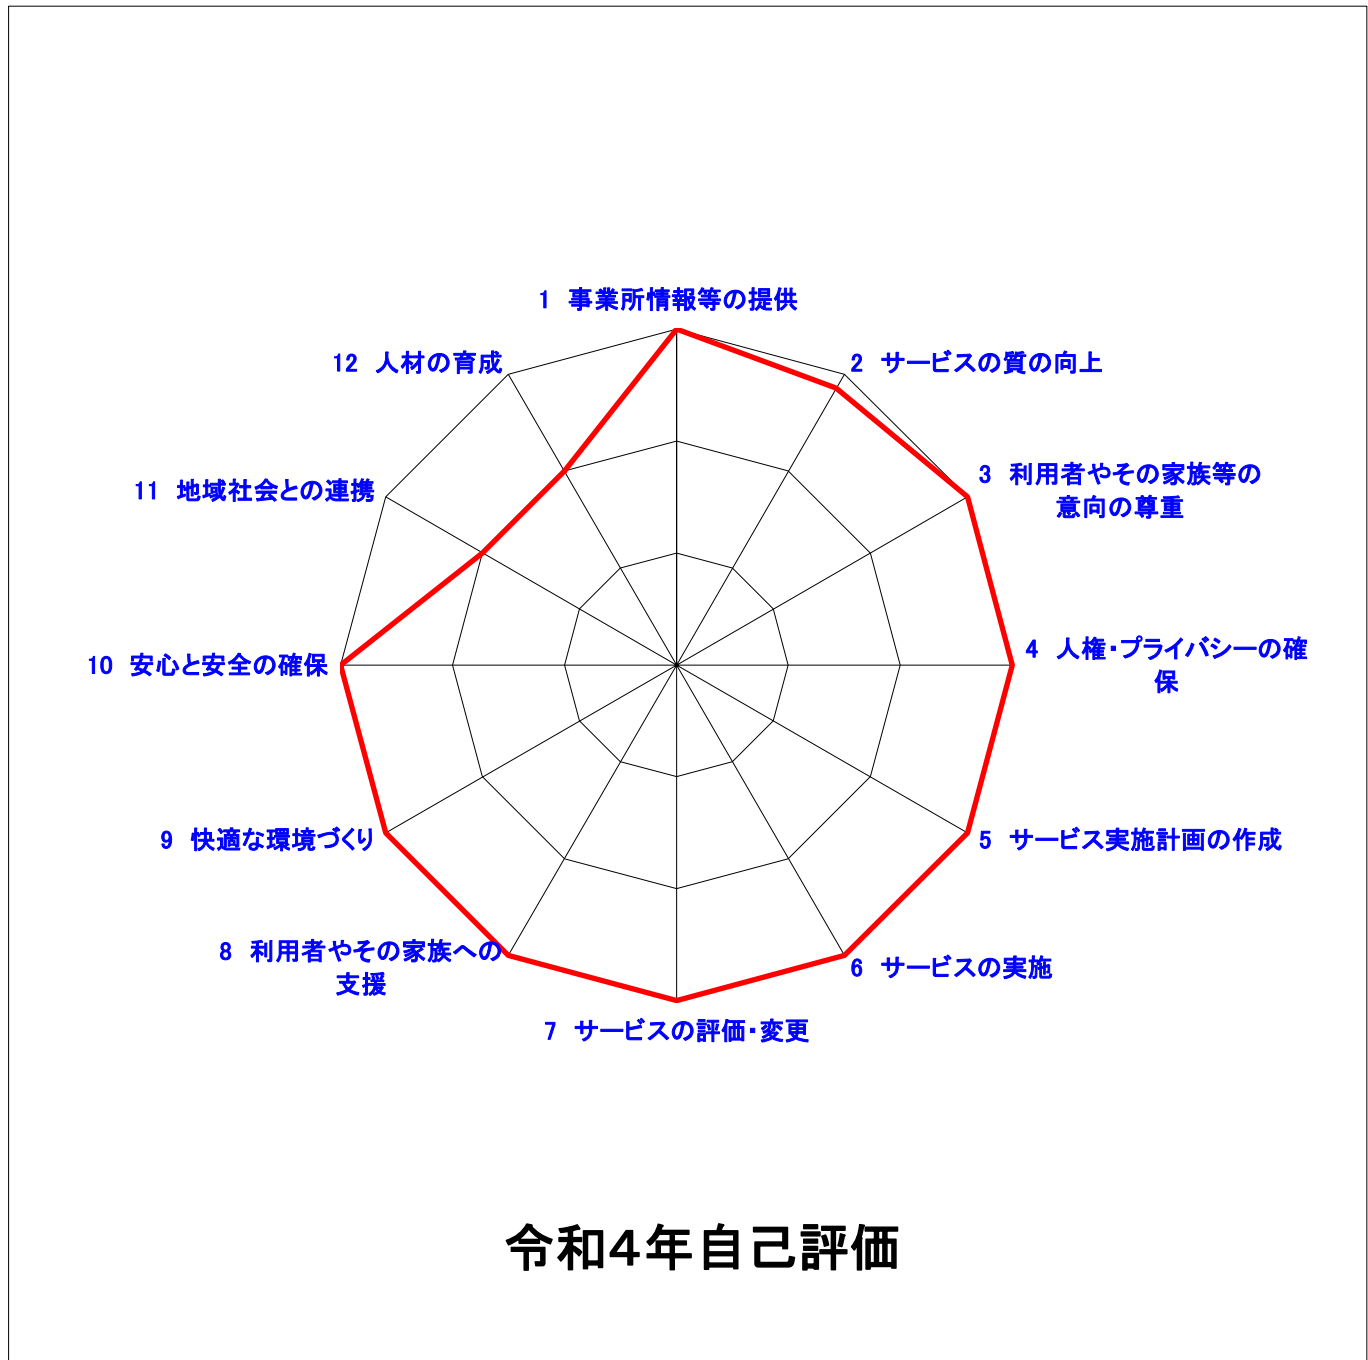 1 事業所情報等の提供
2 サービスの質の向上
3 利用者やその家族等の
意向の尊重
4 人権・プライバシーの確
保
5 サービス実施計画の作成
6 サービスの実施
7 サービスの評価・変更
8 利用者やその家族への
支援
9 快適な環境づくり
10 安心と安全の確保
11 地域社会との連携
12 人材の育成
令和4年自己評価